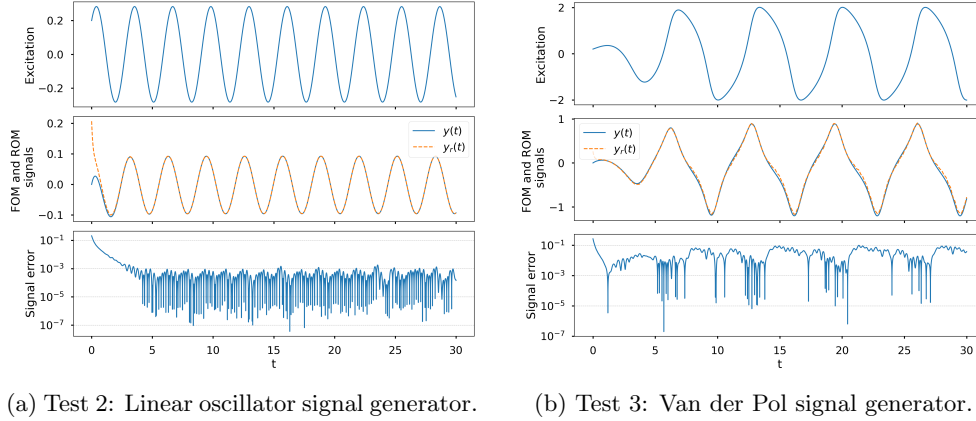 0.2
0.0
−0.2
Excitation
0.2
0.1
0.0
−0.1
FOM and ROM
signals
y(t)
y_r(t)
10⁻¹
10⁻³
10⁻⁵
10⁻⁷
Signal error
0 5 10 15 20 25 30
t
(a) Test 2: Linear oscillator signal generator.
2
0
−2
Excitation
1
0
−1
FOM and ROM
signals
y(t)
y_r(t)
10⁻¹
10⁻³
10⁻⁵
10⁻⁷
Signal error
0 5 10 15 20 25 30
t
(b) Test 3: Van der Pol signal generator.